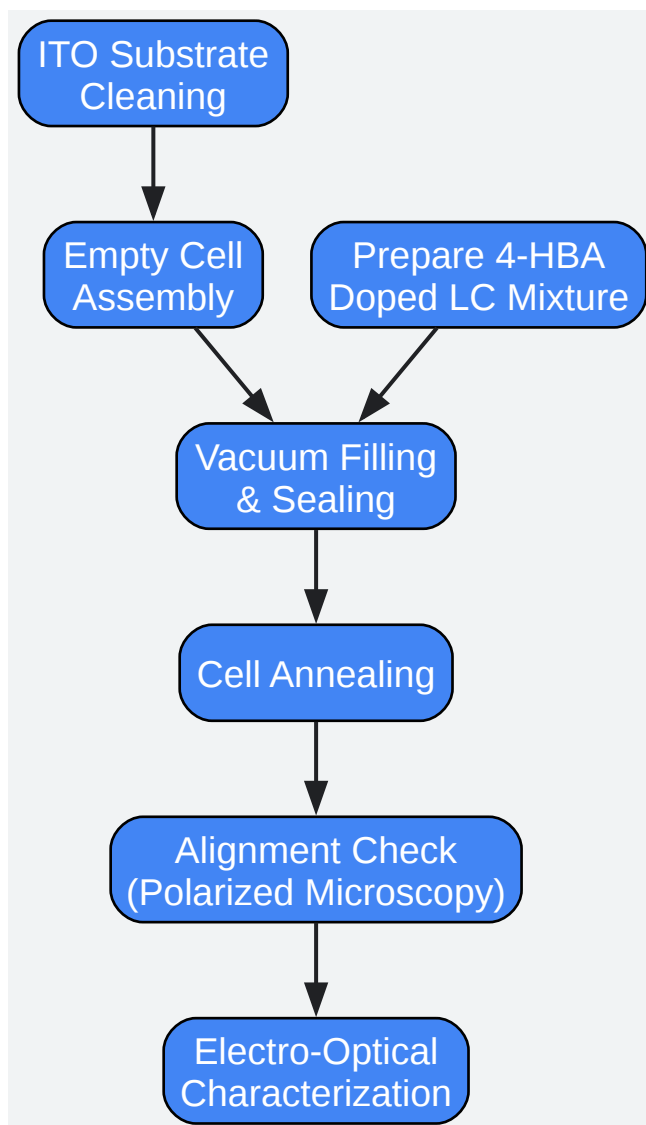 ITO Substrate
Cleaning
Empty Cell
Assembly
Prepare 4-HBA
Doped LC Mixture
Vacuum Filling
& Sealing
Cell Annealing
Alignment Check
(Polarized Microscopy)
Electro-Optical
Characterization